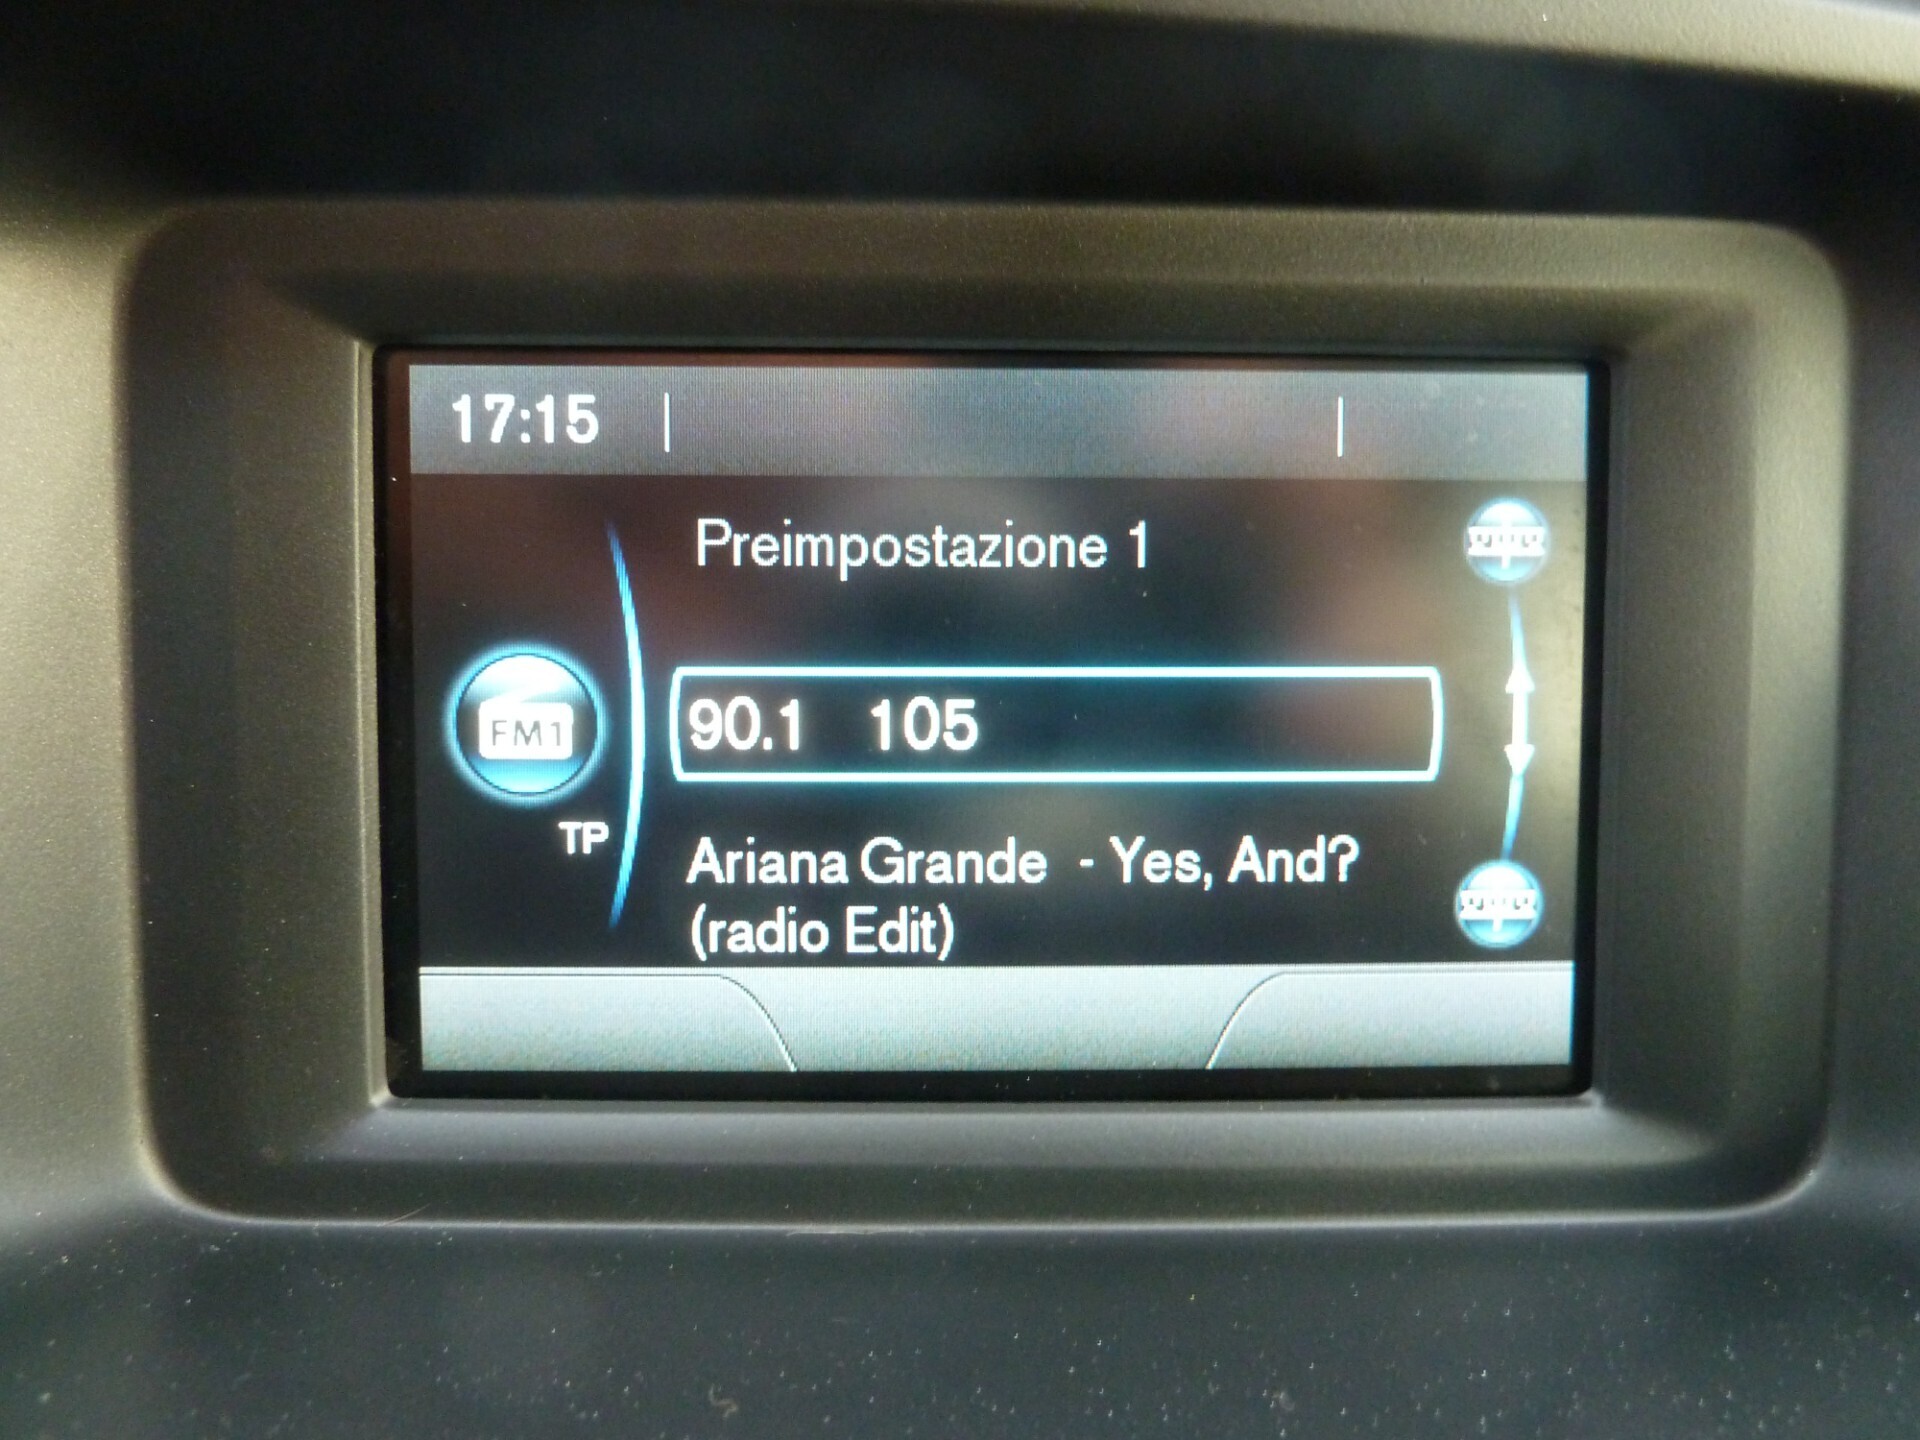 17:15
Preimpostazione 1
FM1
90.1 105
TP
Ariana Grande - Yes, And?
(radio Edit)